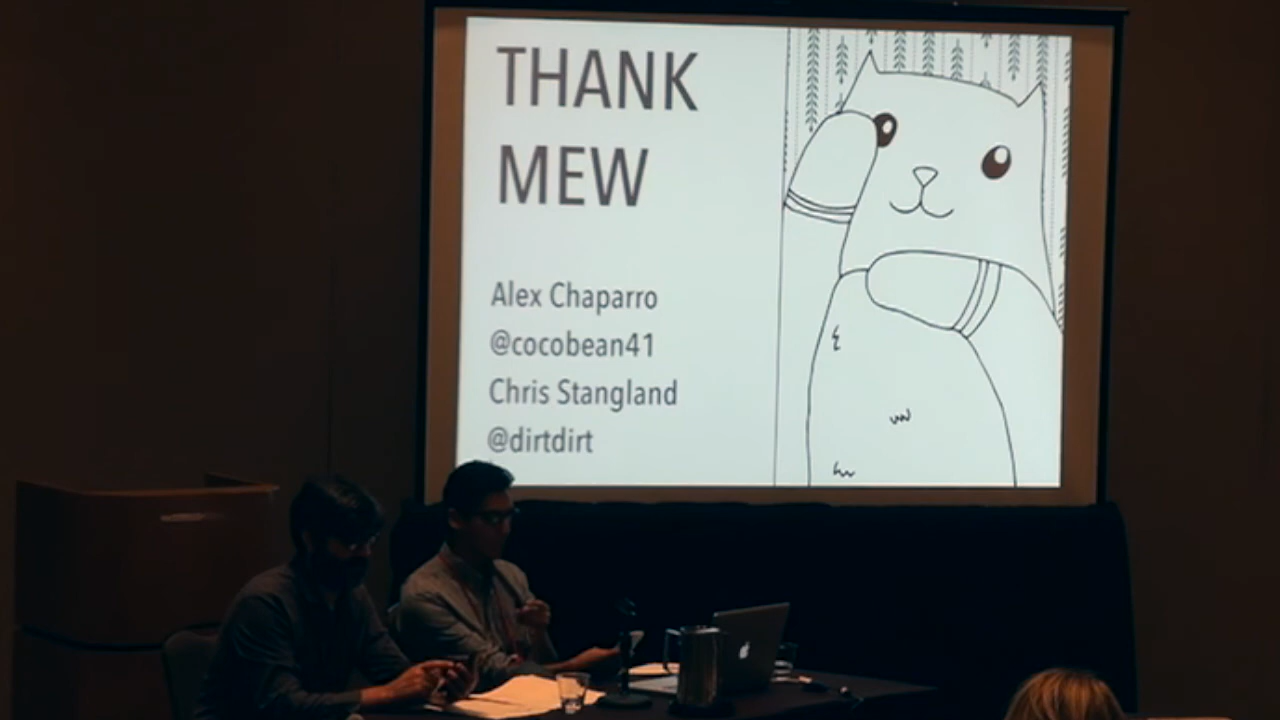 THANK
MEW
Alex Chaparro
@cocobean41
Chris Stangland
@dirtdirt